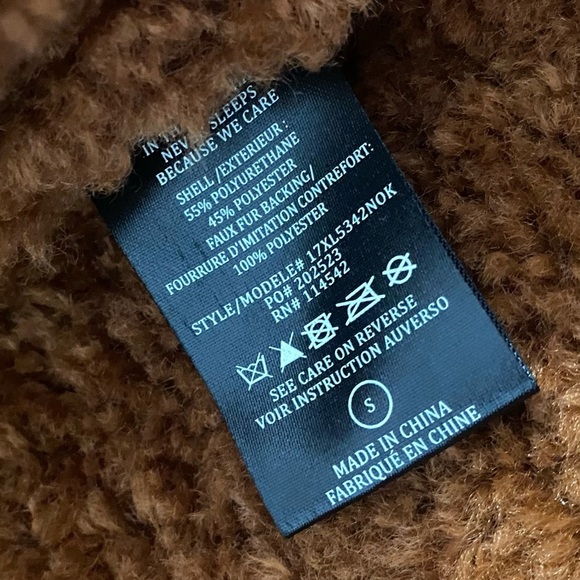 IN
NEV SLEEPS
BECAUSE WE CARE
SHELL /EXTERIEUR :
55% POLYURETHANE
45% POLYESTER
FAUX FUR BACKING/
FOURRURE D'IMITATION CONTREFORT:
100% POLYESTER
STYLE/MODELE# 17XL5342NOK
PO# 202523
RN# 114542
SEE CARE ON REVERSE
VOIR INSTRUCTION AUVERSO
S
MADE IN CHINA
FABRIQUÉ EN CHINE